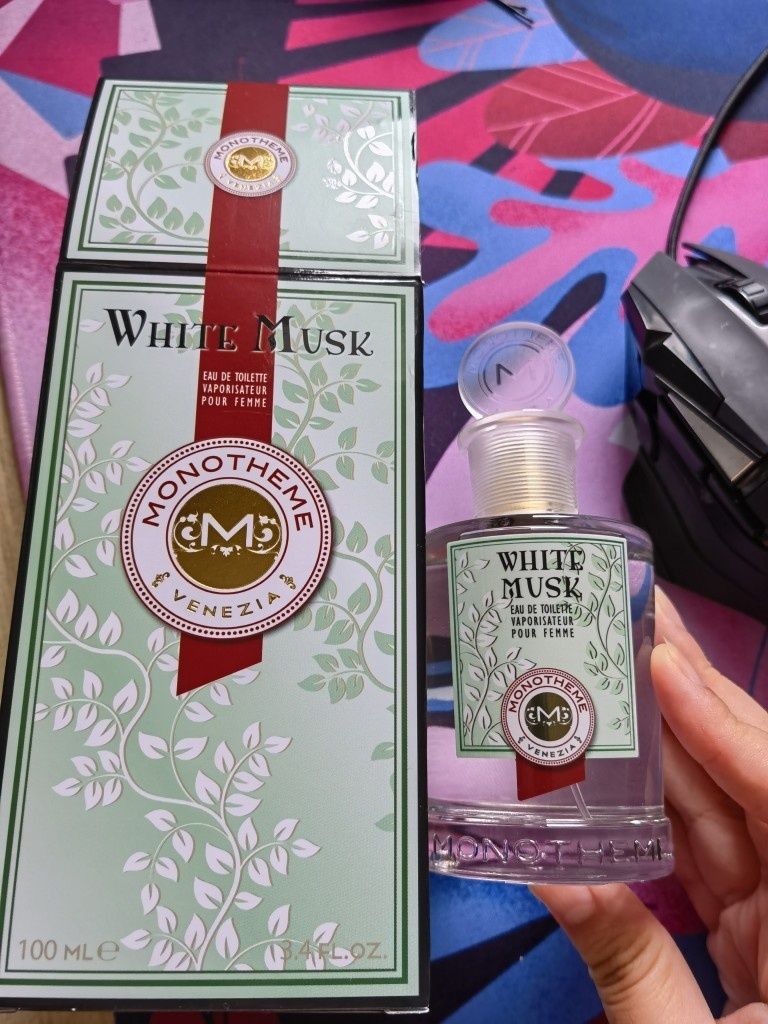 MONOTHEME
M
VENEZIA
WHITE MUSK
EAU DE TOILETTE
VAPORISATEUR
POUR FEMME
MONOTHEME
M
VENEZIA
100 ML e
3.4 FL.OZ.
M
WHITE
MUSK
EAU DE TOILETTE
VAPORISATEUR
POUR FEMME
MONOTHEME
M
VENEZIA
MONOTHEME